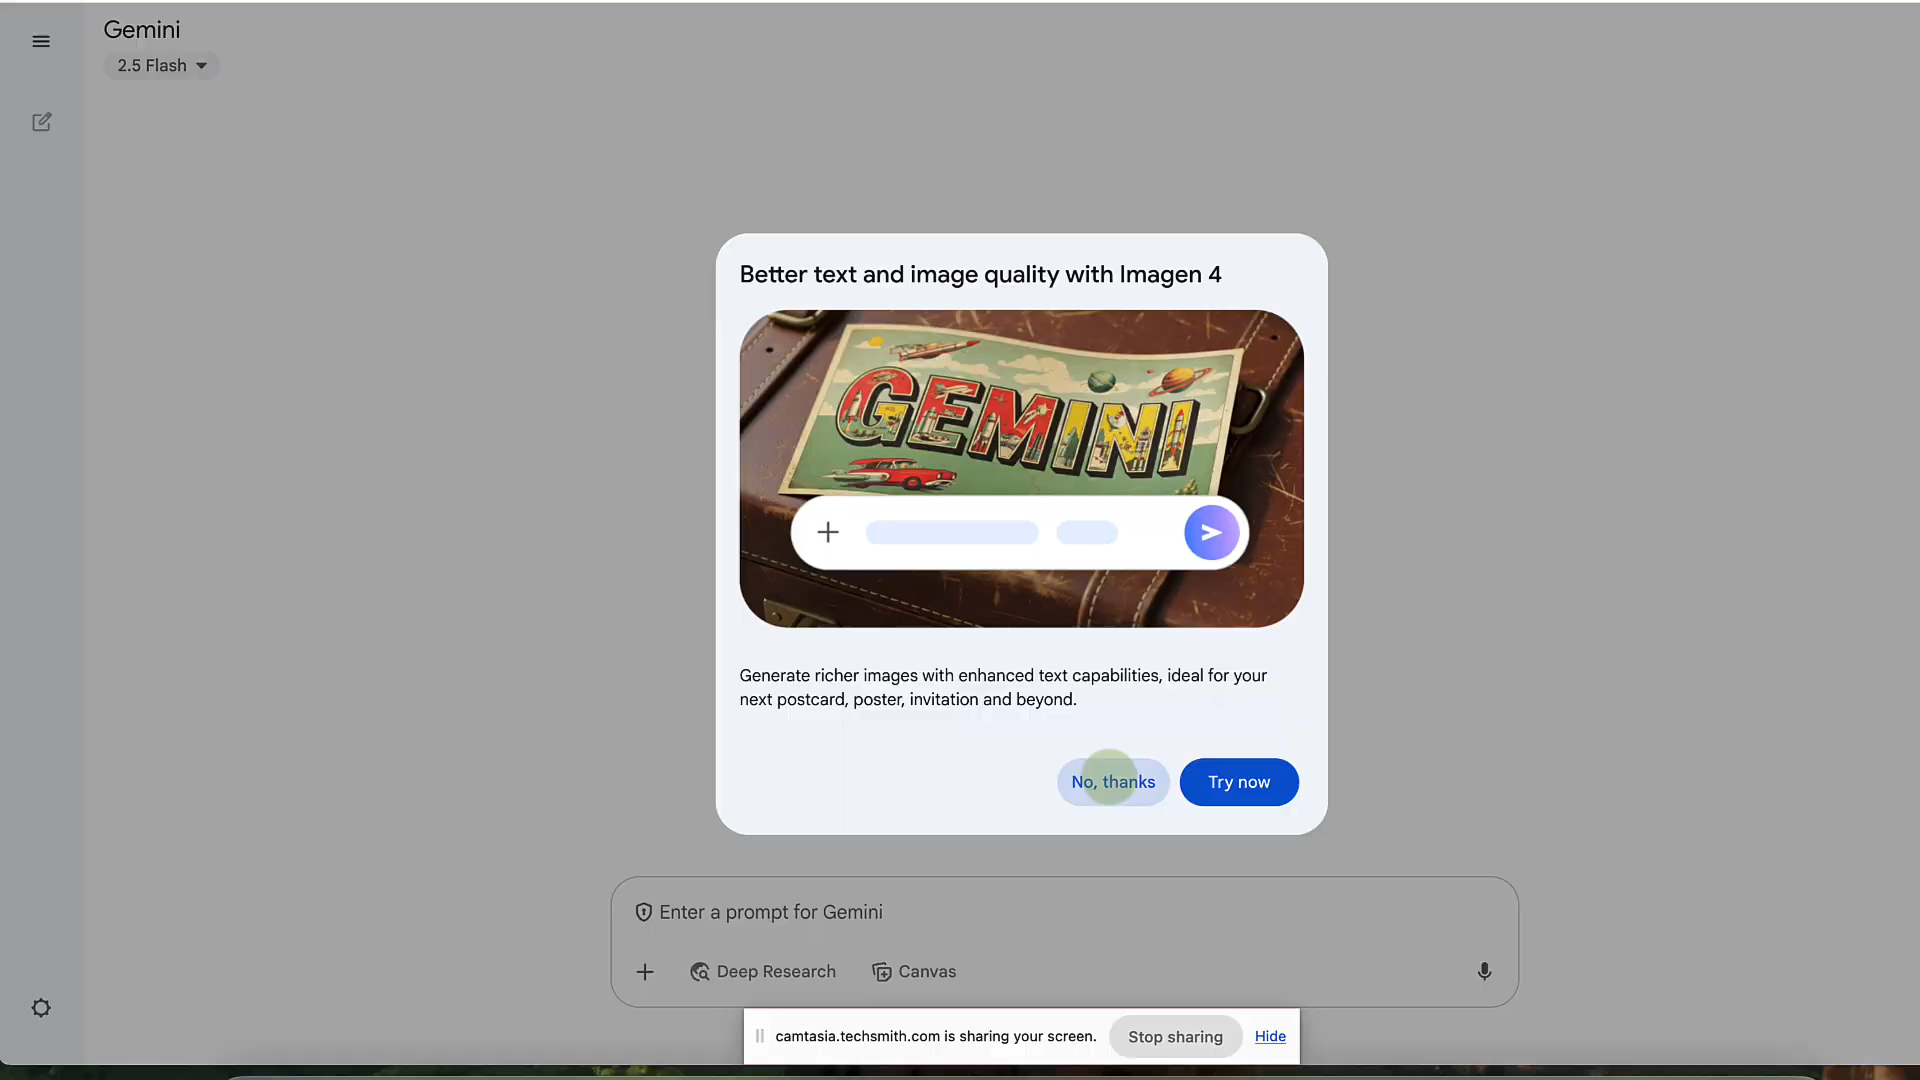 Gemini
2.5 Flash
Better text and image quality with Imagen 4
GEMINI
Generate richer images with enhanced text capabilities, ideal for your
next postcard, poster, invitation and beyond.
No, thanks
Try now
Enter a prompt for Gemini
Deep Research
Canvas
camtasia.techsmith.com is sharing your screen.
Stop sharing
Hide